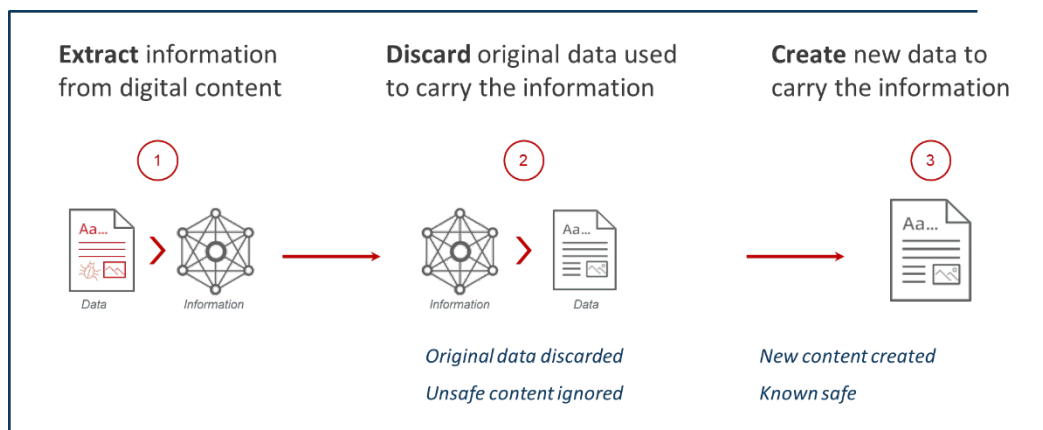 Extract information
from digital content
Discard original data used
to carry the information
Create new data to
carry the information
1
2
3
Aa...
Data
Information
Information
Aa...
Data
Aa...
Original data discarded
Unsafe content ignored
New content created
Known safe